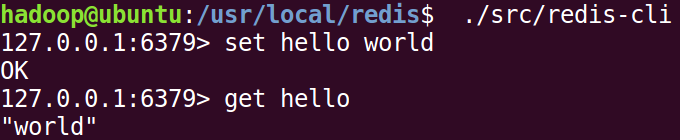 hadoop@ubuntu:/usr/local/redis$  ./src/redis-cli
127.0.0.1:6379> set hello world
OK
127.0.0.1:6379> get hello
"world"